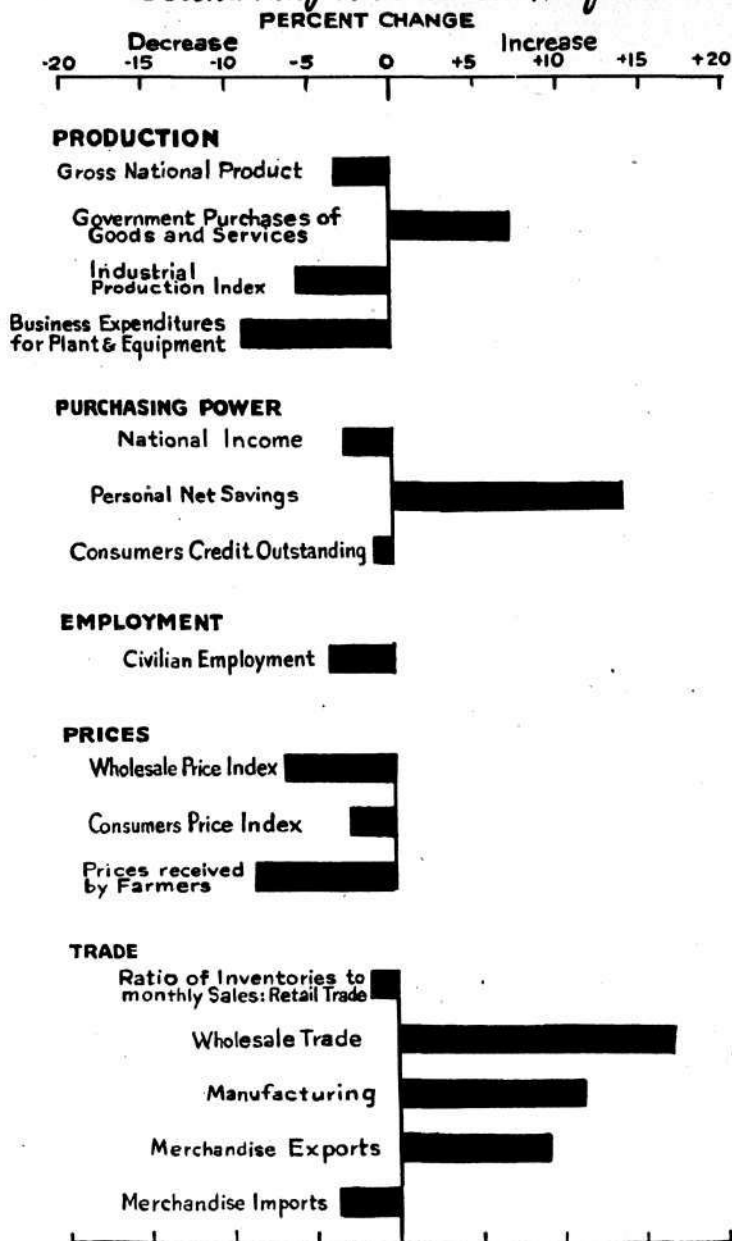 PERCENT CHANGE
Decrease Increase
-20 -15 -10 -5 0 +5 +10 +15 +20
PRODUCTION
Gross National Product
Government Purchases of
Goods and Services
Industrial
Production Index
Business Expenditures
for Plant & Equipment
PURCHASING POWER
National Income
Personal Net Savings
Consumers Credit Outstanding
EMPLOYMENT
Civilian Employment
PRICES
Wholesale Price Index
Consumers Price Index
Prices received
by Farmers
TRADE
Ratio of Inventories to
monthly Sales: Retail Trade
Wholesale Trade
Manufacturing
Merchandise Exports
Merchandise Imports